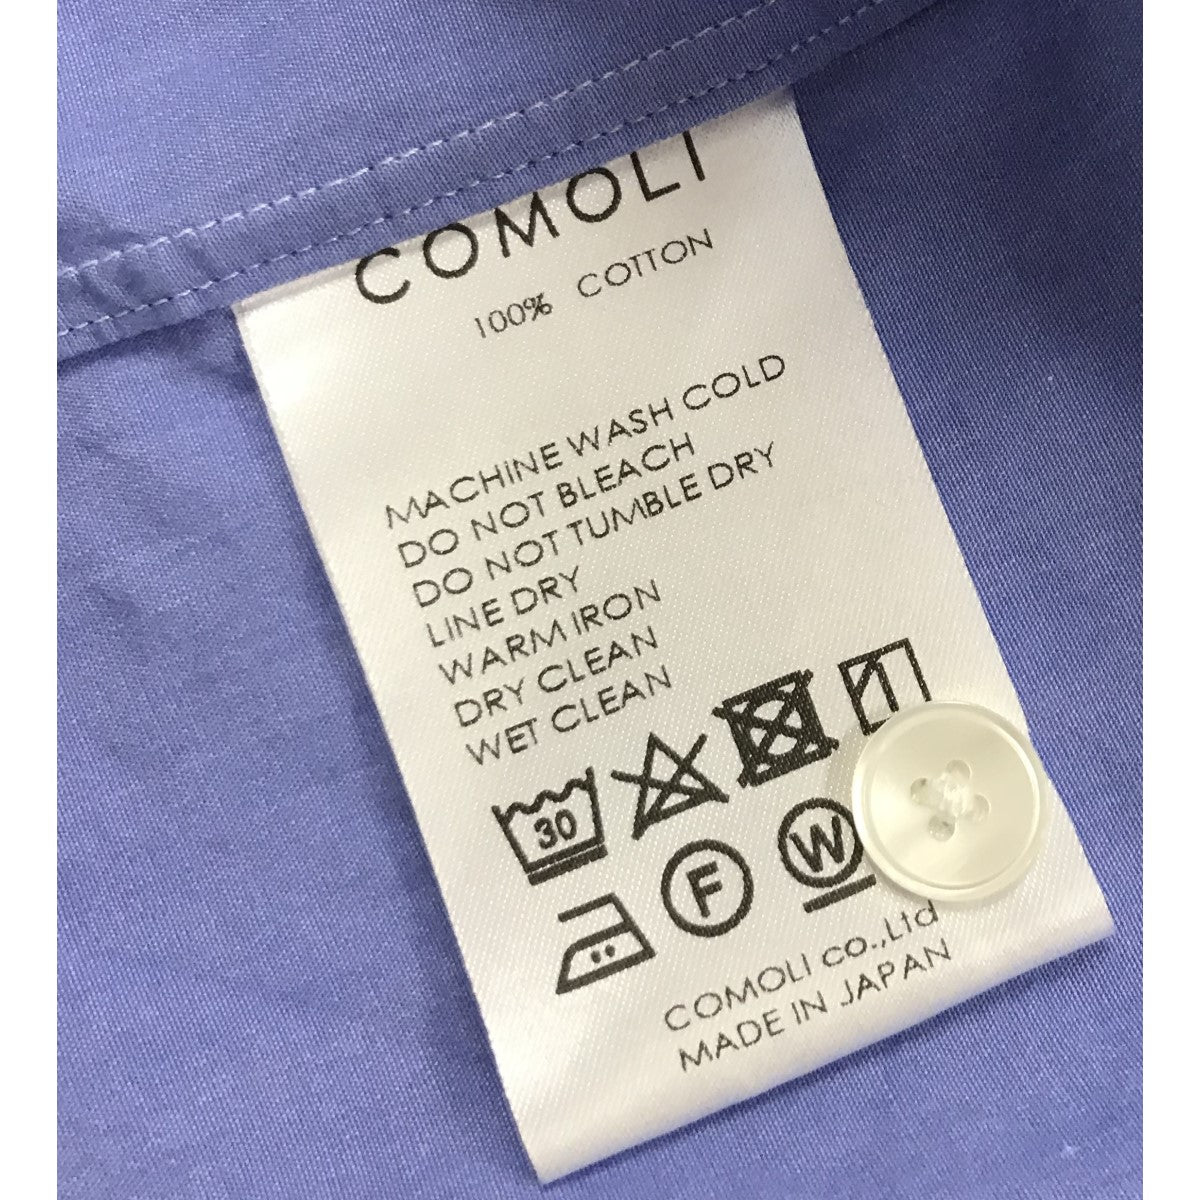 COMOLI
100% COTTON
MACHINE WASH COLD
DO NOT BLEACH
DO NOT TUMBLE DRY
LINE DRY
WARM IRON
DRY CLEAN
WET CLEAN
30
F W
COMOLI co.,Ltd
MADE IN JAPAN